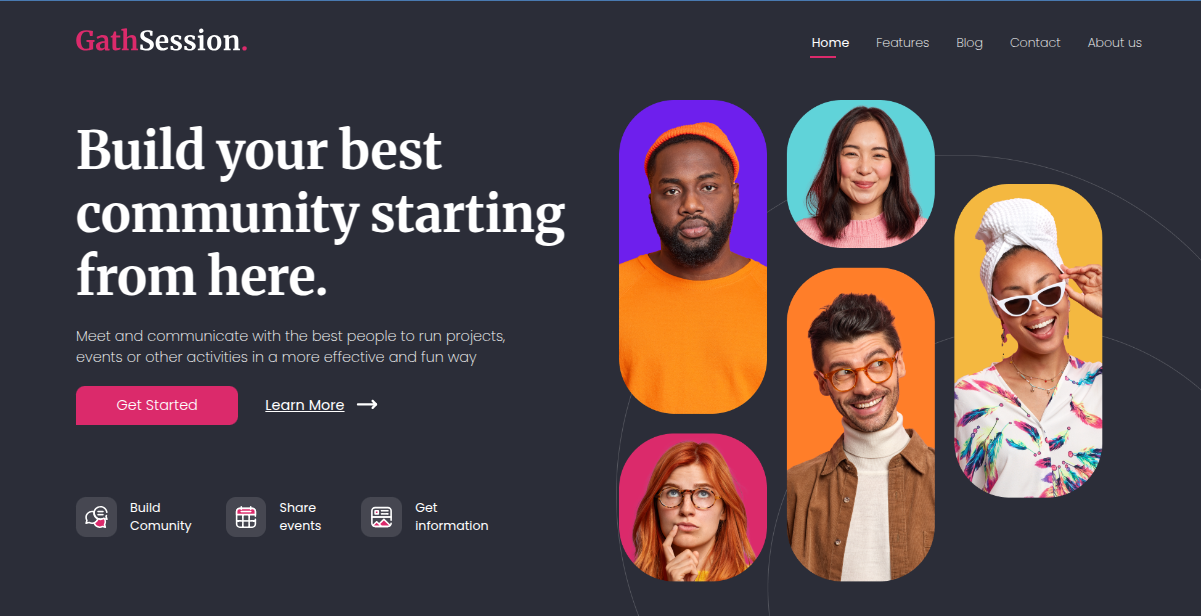 GathSession.
Home Features Blog Contact About us
Build your best
community starting
from here.
Meet and communicate with the best people to run projects,
events or other activities in a more effective and fun way
Get Started Learn More
Build
Comunity
Share
events
Get
information